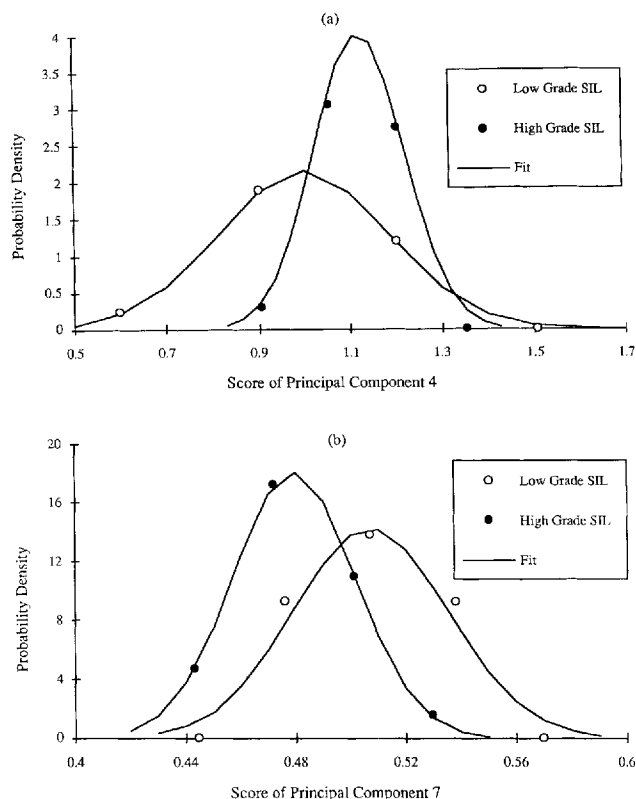 (a)
4
3.5
3
2.5
2
1.5
1
0.5
0
Probability Density
0.5 0.7 0.9 1.1 1.3 1.5 1.7
Score of Principal Component 4
Low Grade SIL
High Grade SIL
Fit
(b)
20
16
12
8
4
0
Probability Density
0.4 0.44 0.48 0.52 0.56 0.6
Score of Principal Component 7
Low Grade SIL
High Grade SIL
Fit